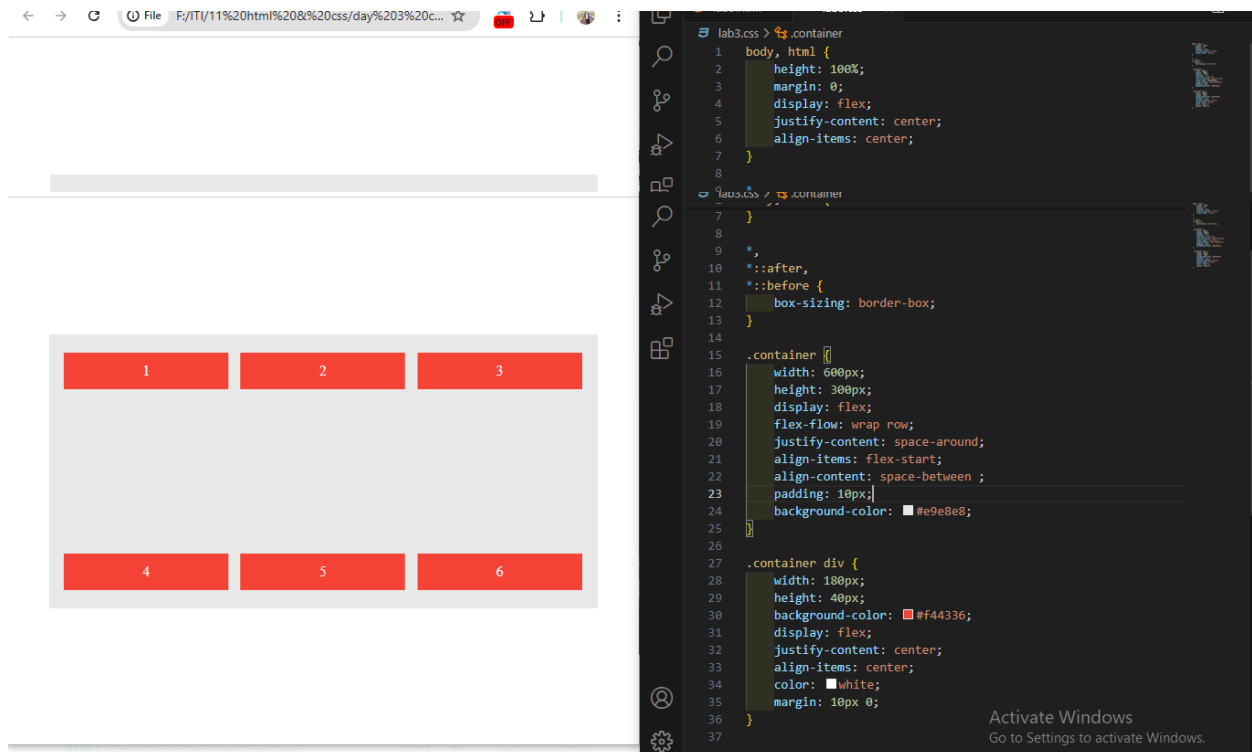 File F:/ITI/11%20html%20&%20css/day%203%20c...
OFF
1 2 3
4 5 6
lab3.css > .container
1 body, html {
2 height: 100%;
3 margin: 0;
4 display: flex;
5 justify-content: center;
6 align-items: center;
7 }
8
lab3.css > .container
7 }
8
9 *,
10 *::after,
11 *::before {
12 box-sizing: border-box;
13 }
14
15 .container {
16 width: 600px;
17 height: 300px;
18 display: flex;
19 flex-flow: wrap row;
20 justify-content: space-around;
21 align-items: flex-start;
22 align-content: space-between ;
23 padding: 10px;
24 background-color: #e9e8e8;
25 }
26
27 .container div {
28 width: 180px;
29 height: 40px;
30 background-color: #f44336;
31 display: flex;
32 justify-content: center;
33 align-items: center;
34 color: white;
35 margin: 10px 0;
36 }
37
Activate Windows
Go to Settings to activate Windows.